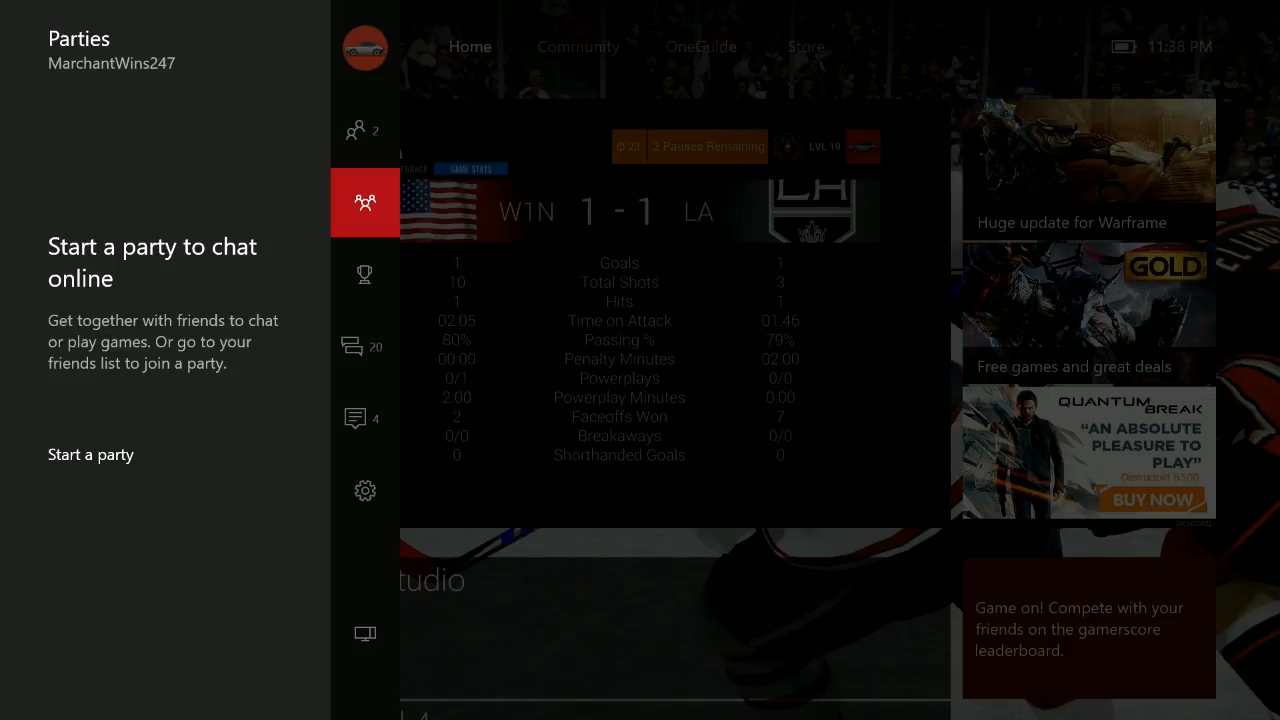 Parties
MarchantWins247
Start a party to chat
online
Get together with friends to chat
or play games. Or go to your
friends list to join a party.
Start a party
2
20
4
Home Community OneGuide Store
11:38 PM
23 2 Pauses Remaining LVL 19
GAME STATS
W1N 1 - 1 LA
LA
1 Goals 1
10 Total Shots 3
1 Hits 1
02:05 Time on Attack 01:46
80% Passing % 79%
00:00 Penalty Minutes 02:00
0/1 Powerplays 0/0
2:00 Powerplay Minutes 0:00
2 Faceoffs Won 7
0/0 Breakaways 0/0
0 Shorthanded Goals 0
Huge update for Warframe
GOLD
Free games and great deals
QUANTUM BREAK
“AN ABSOLUTE
PLEASURE TO
PLAY”
BUY NOW
tudio
Game on! Compete with your
friends on the gamerscore
leaderboard.